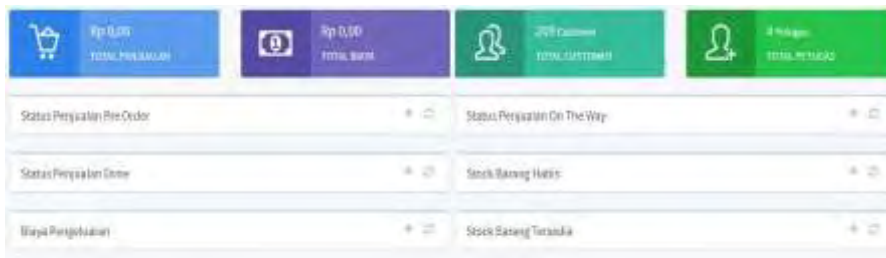 Rp 0,00
TOTAL PENJUALAN
Rp 0,00
TOTAL BIAYA
Customer
TOTAL CUSTOMER
4 Petugas
TOTAL PETUGAS
Status Penjualan Pre Order
Status Penjualan On The Way
Status Penjualan Done
Stock Barang Habis
Biaya Pengeluaran
Stock Barang Tersedia